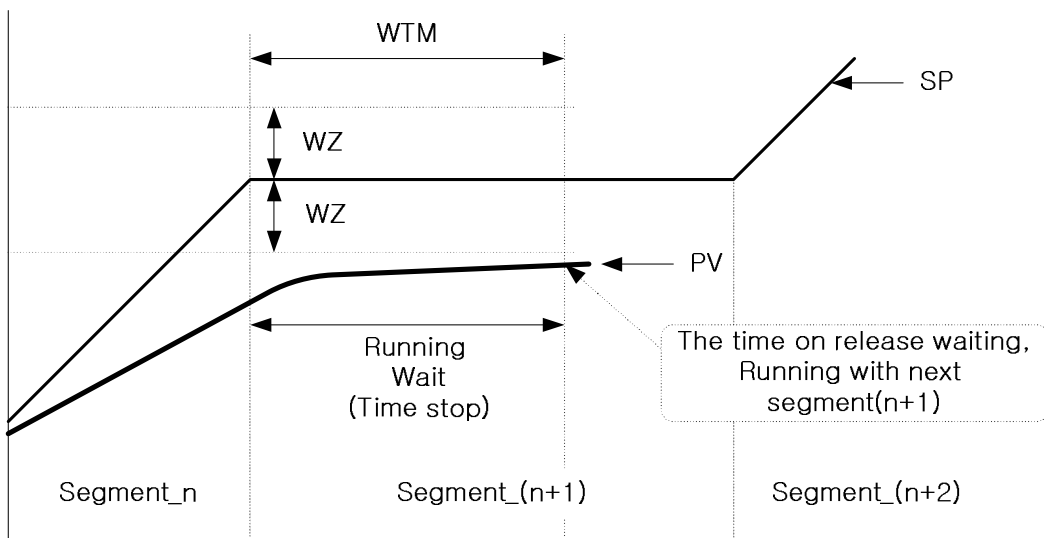 WTM
SP
WZ
WZ
PV
Running
Wait
(Time stop)
The time on release waiting,
Running with next
segment(n+1)
Segment_n
Segment_(n+1)
Segment_(n+2)